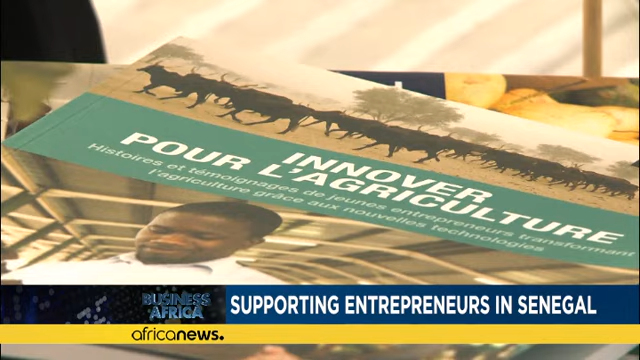 africanews.
INNOVER
POUR L'AGRICULTURE
Histoires et témoignages de jeunes entrepreneurs transformant
l'agriculture grâce aux nouvelles technologies
BUSINESS
AFRICA
SUPPORTING ENTREPRENEURS IN SENEGAL
africanews.